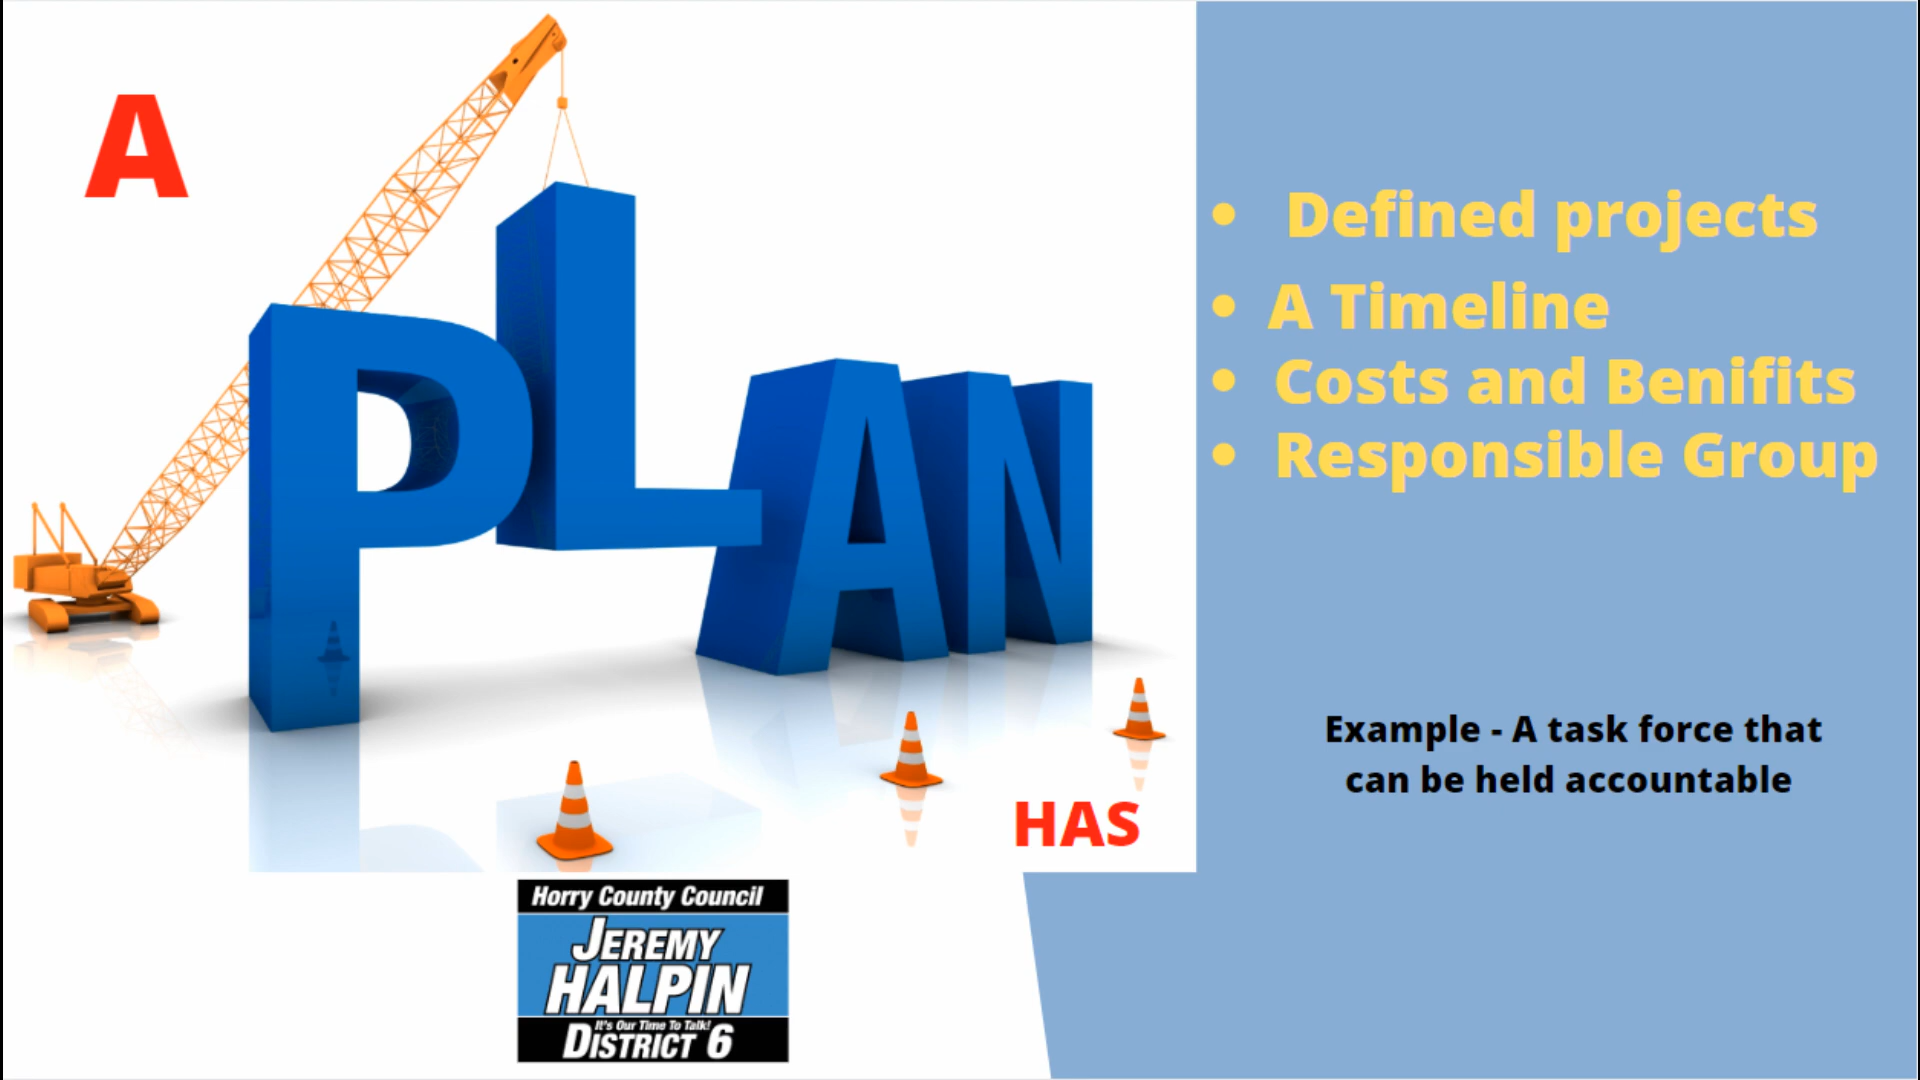 A
PLAN
HAS
• Defined projects
• A Timeline
• Costs and Benifits
• Responsible Group
Example - A task force that
can be held accountable
Horry County Council
JEREMY
HALPIN
It's Our Time To Talk!
DISTRICT 6